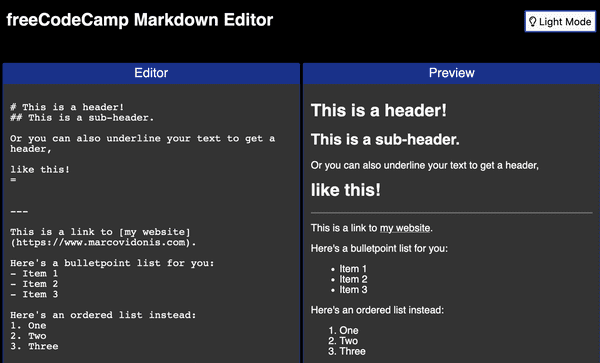 freeCodeCamp Markdown Editor
Light Mode
Editor
# This is a header!
## This is a sub-header.
Or you can also underline your text to get a
header,
like this!
=
---
This is a link to [my website]
(https://www.marcovidonis.com).
Here's a bulletpoint list for you:
- Item 1
- Item 2
- Item 3
Here's an ordered list instead:
1. One
2. Two
3. Three
Preview
This is a header!
This is a sub-header.
Or you can also underline your text to get a header,
like this!
This is a link to my website.
Here's a bulletpoint list for you:
• Item 1
• Item 2
• Item 3
Here's an ordered list instead:
1. One
2. Two
3. Three